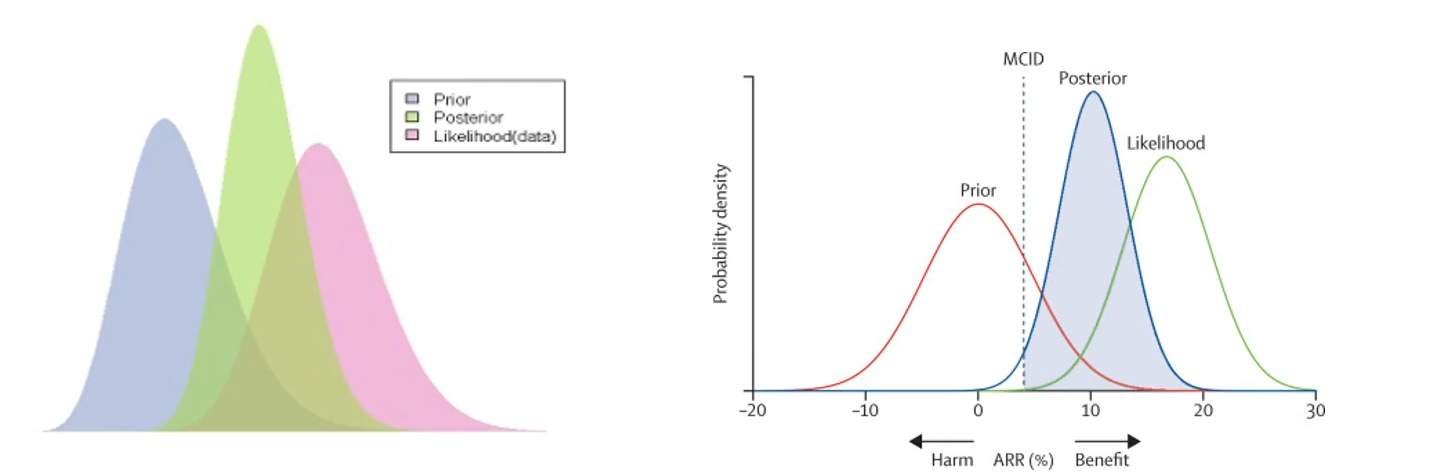 Prior
Posterior
Likelihood(data)
MCID
Posterior
Likelihood
Prior
Probability density
–20 –10 0 10 20 30
Harm ARR (%) Benefit